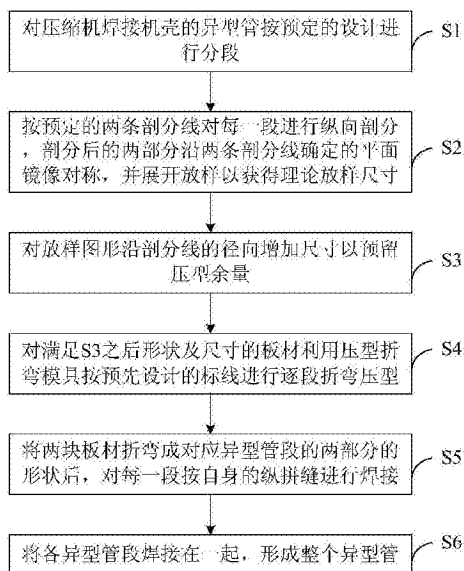 对压缩机焊接机壳的异型管按预定的设计进
行分段
S1
按预定的两条剖分线对每一段进行纵向剖分
，剖分后的两部分沿两条剖分线确定的平面
镜像对称，并展开放样以获得理论放样尺寸
S2
对放样图形沿剖分线的径向增加尺寸以预留
压型余量
S3
对满足S3之后形状及尺寸的板材利用压型折
弯模具按预先设计的标线进行逐段折弯压型
S4
将两块板材折弯成对应异型管段的两部分的
形状后，对每一段按自身的纵拼缝进行焊接
S5
将各异型管段焊接在一起，形成整个异型管
S6